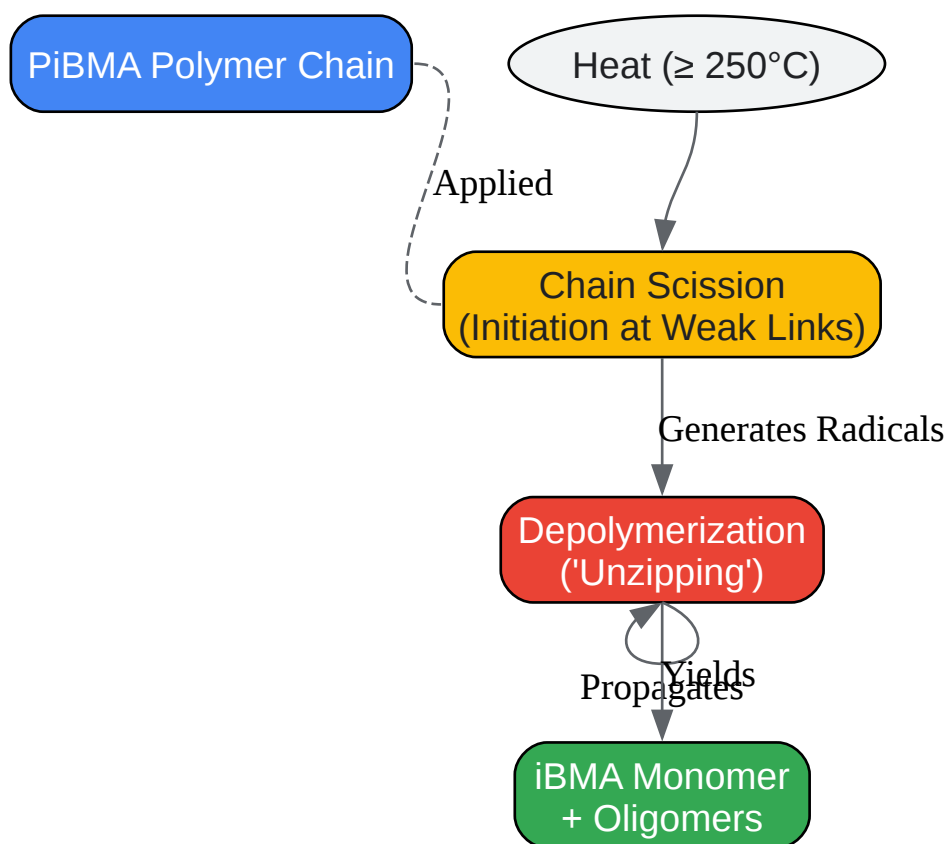 PiBMA Polymer Chain
Heat (≥ 250°C)
Applied
Chain Scission
(Initiation at Weak Links)
Generates Radicals
Depolymerization
('Unzipping')
Yields
Propagates
iBMA Monomer
+ Oligomers